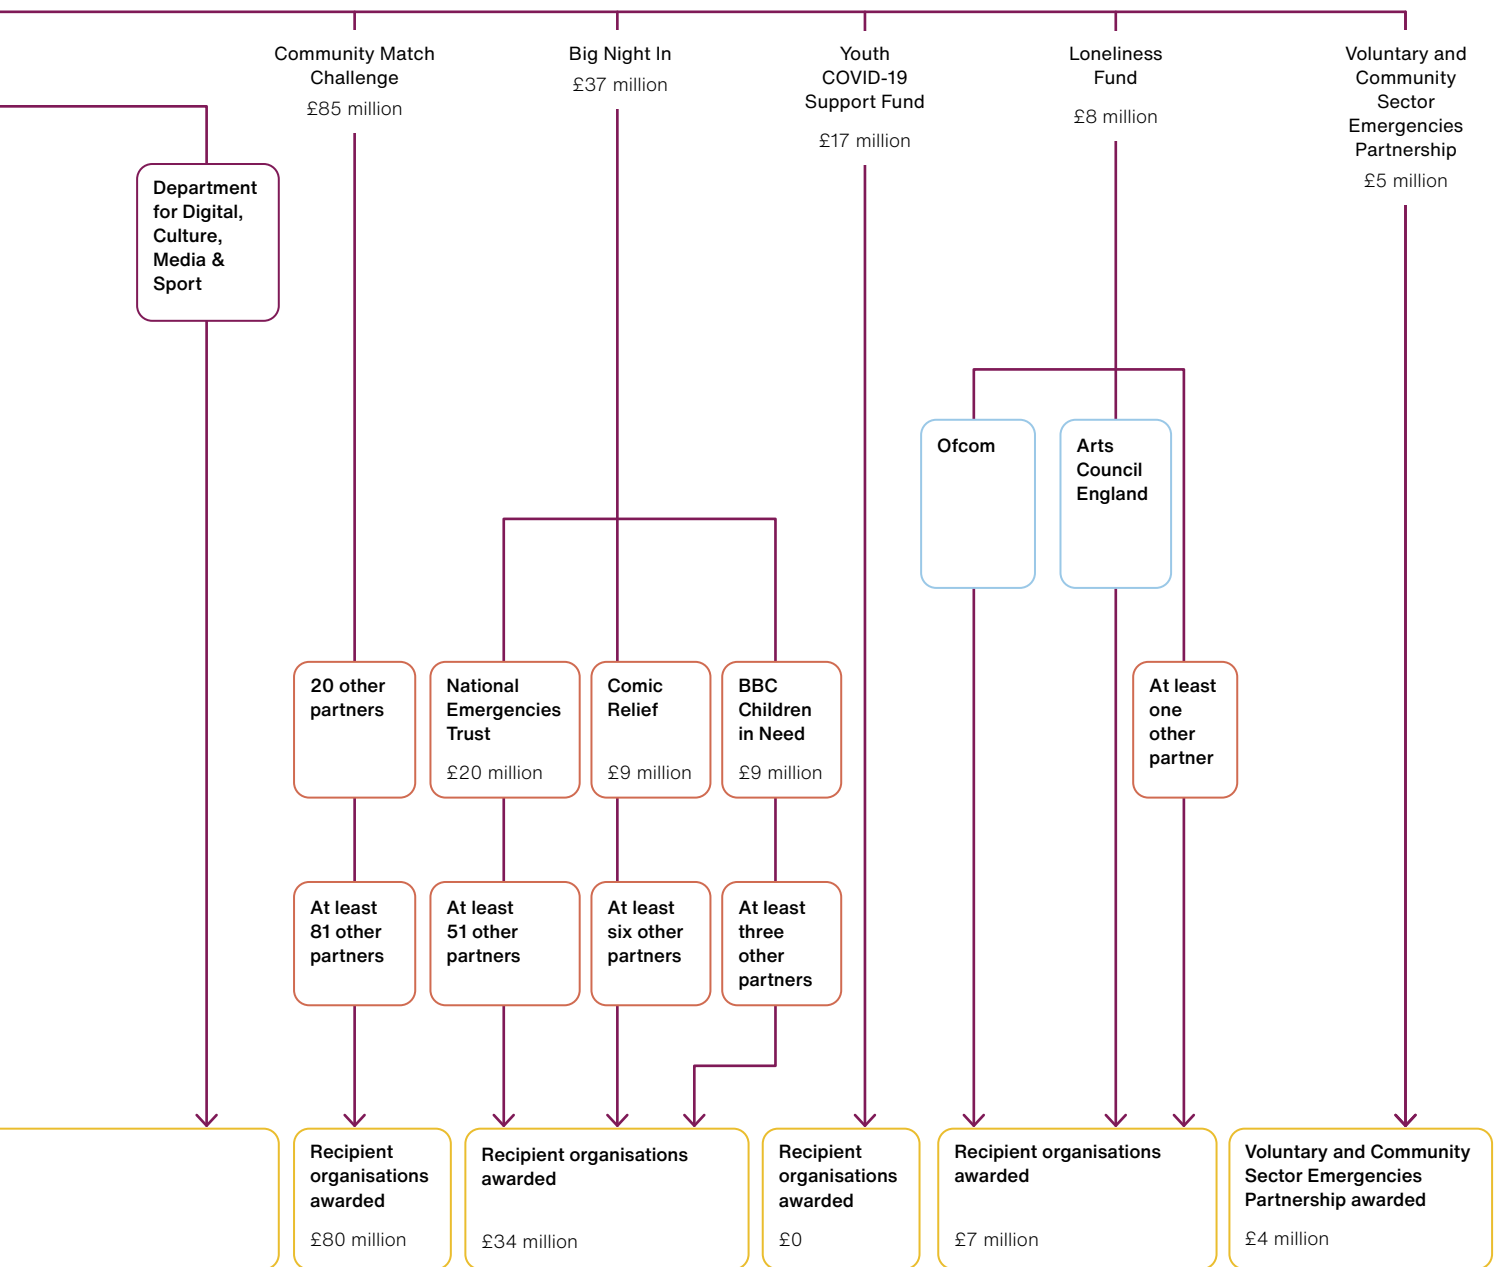 Community Match
Challenge
£85 million
Big Night In
£37 million
Youth
COVID-19
Support Fund
£17 million
Loneliness
Fund
£8 million
Voluntary and
Community
Sector
Emergencies
Partnership
£5 million
Department
for Digital,
Culture,
Media &
Sport
Ofcom
Arts
Council
England
20 other
partners
National
Emergencies
Trust
£20 million
Comic
Relief
£9 million
BBC
Children
in Need
£9 million
At least
one
other
partner
At least
81 other
partners
At least
51 other
partners
At least
six other
partners
At least
three
other
partners
Recipient
organisations
awarded
£80 million
Recipient organisations
awarded
£34 million
Recipient
organisations
awarded
£0
Recipient organisations
awarded
£7 million
Voluntary and Community
Sector Emergencies
Partnership awarded
£4 million